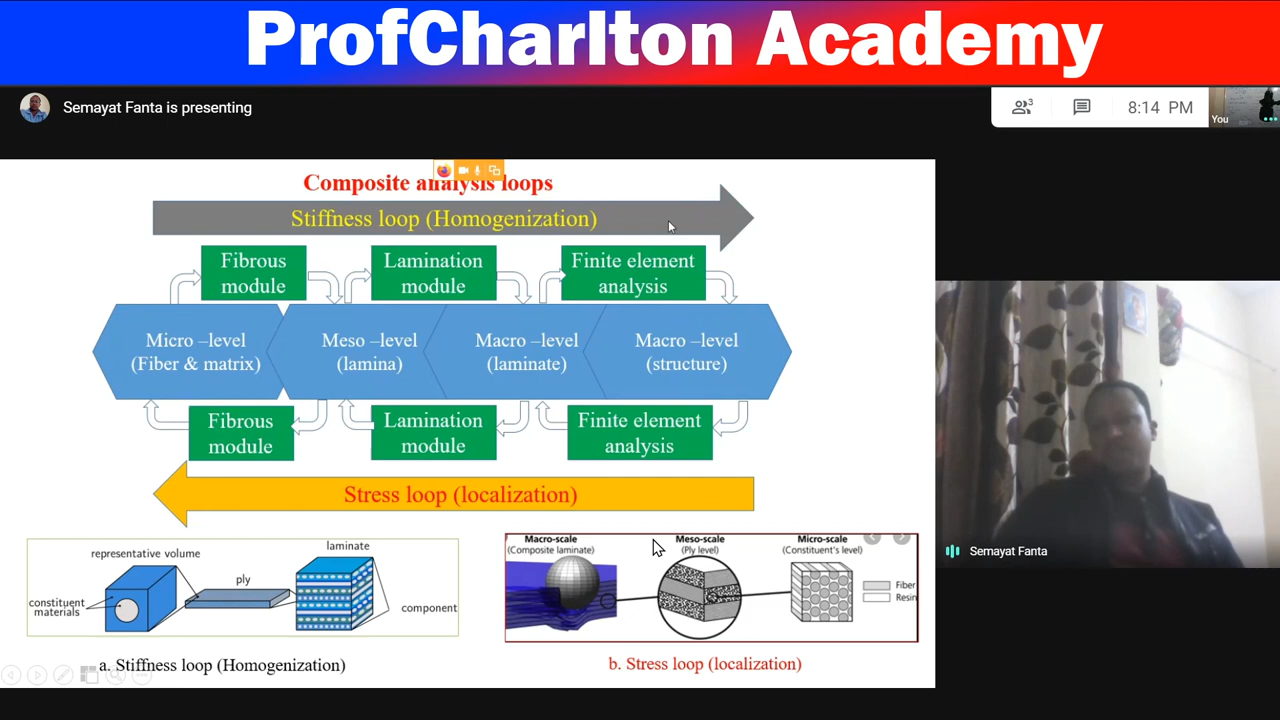 ProfCharlton Academy
Semayat Fanta is presenting
3
8:14 PM
You
Composite analysis loops
Stiffness loop (Homogenization)
Fibrous
module
Lamination
module
Finite element
analysis
Micro –level
(Fiber & matrix)
Meso –level
(lamina)
Macro –level
(laminate)
Macro –level
(structure)
Fibrous
module
Lamination
module
Finite element
analysis
Stress loop (localization)
representative volume
constituent
materials
ply
laminate
component
a. Stiffness loop (Homogenization)
Macro-scale
(Composite laminate)
Meso-scale
(Ply level)
Micro-scale
(Constituent's level)
Fiber
Resin
b. Stress loop (localization)
Semayat Fanta